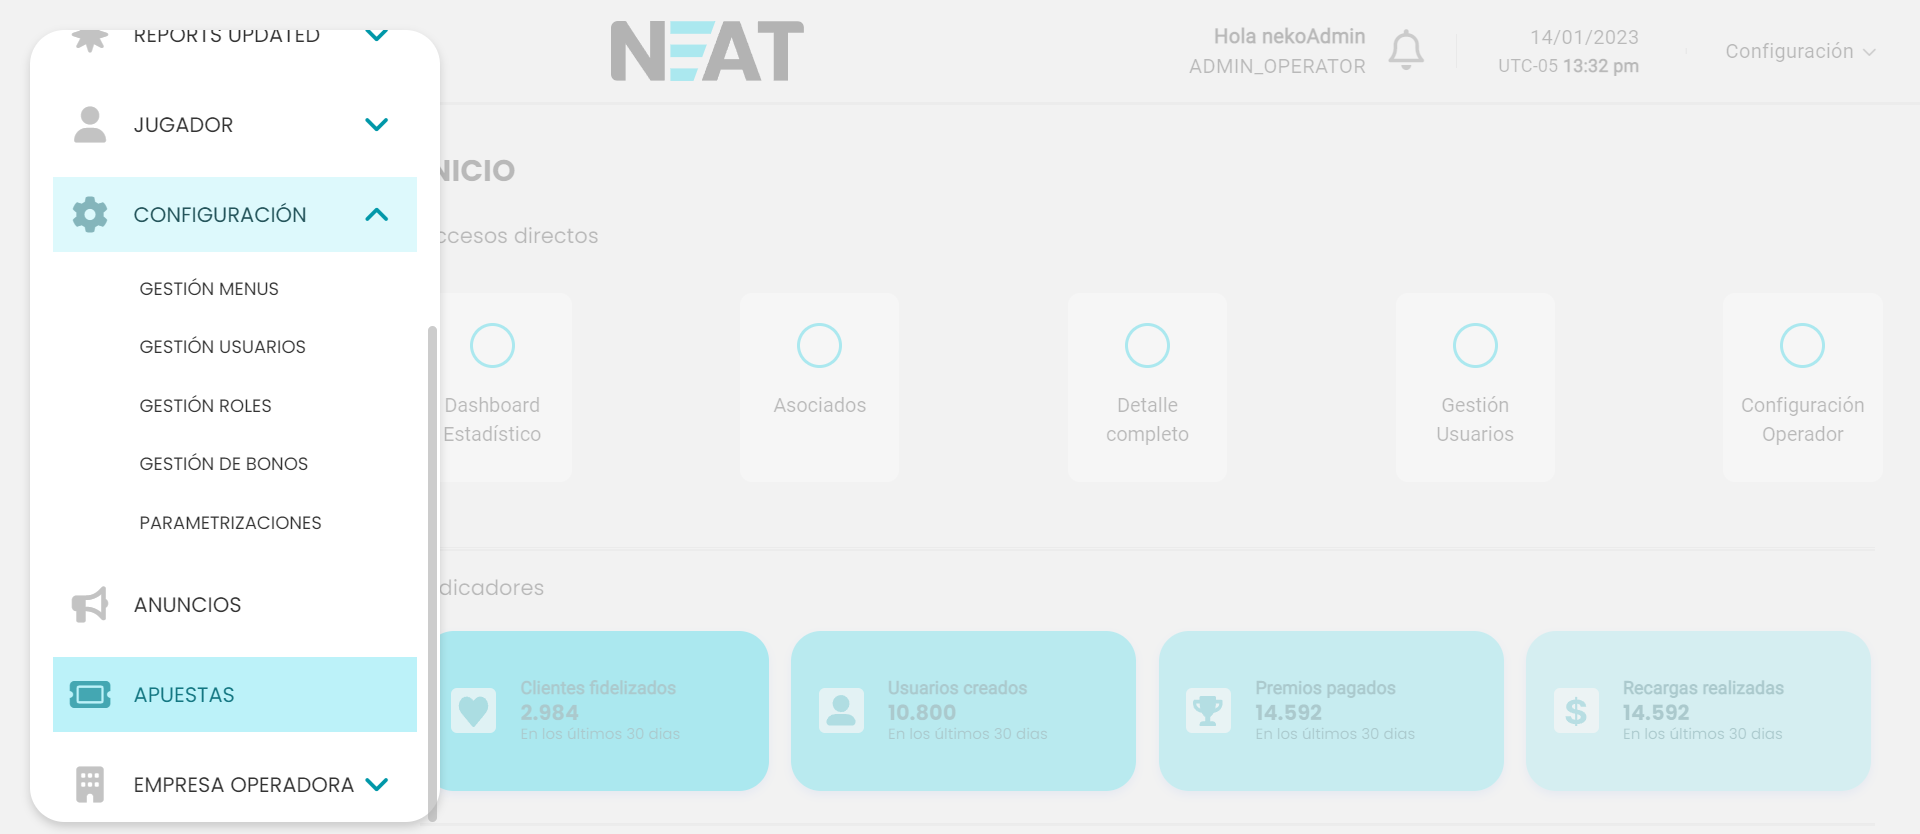 REPORTS UPDATED
JUGADOR
CONFIGURACIÓN
GESTIÓN MENUS
GESTIÓN USUARIOS
GESTIÓN ROLES
GESTIÓN DE BONOS
PARAMETRIZACIONES
ANUNCIOS
APUESTAS
EMPRESA OPERADORA
NEAT
Hola nekoAdmin
ADMIN_OPERATOR
14/01/2023
UTC-05 13:32 pm
Configuración
NICIO
ccesos directos
Dashboard
Estadístico
Asociados
Detalle
completo
Gestión
Usuarios
Configuración
Operador
dicadores
Clientes fidelizados
2.984
En los últimos 30 dias
Usuarios creados
10.800
En los últimos 30 dias
Premios pagados
14.592
En los últimos 30 dias
Recargas realizadas
14.592
En los últimos 30 dias